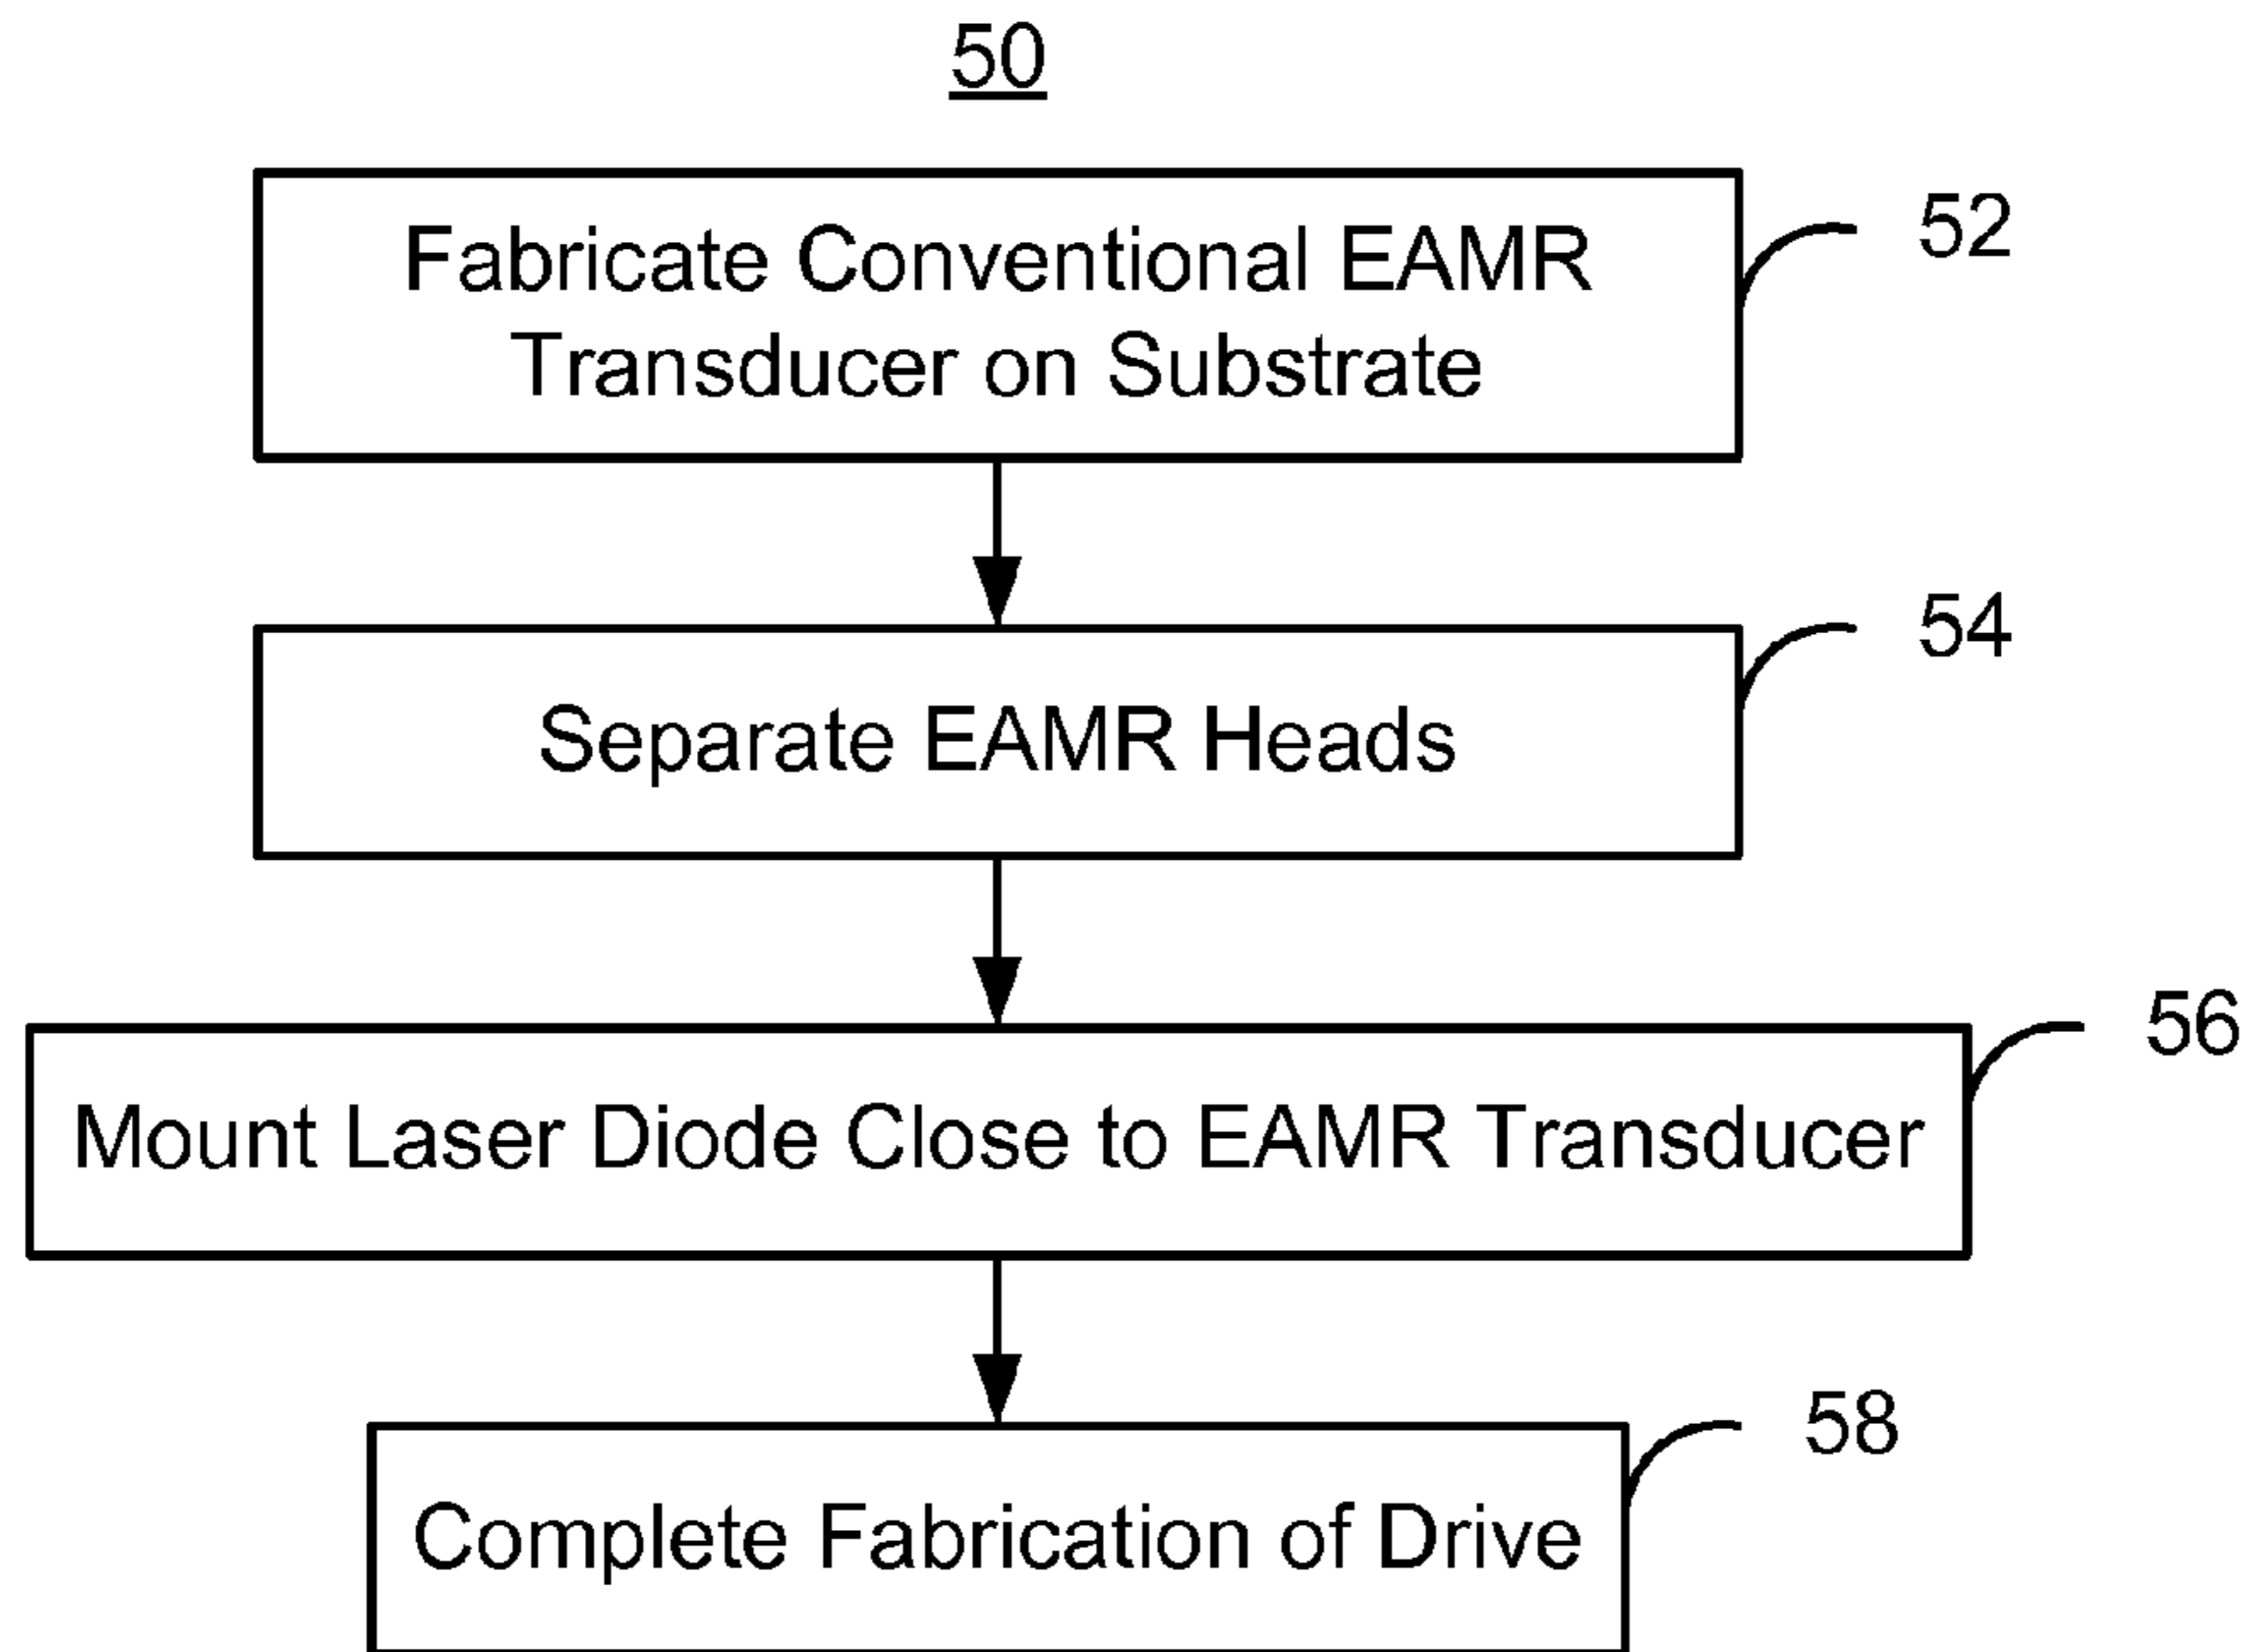 50
Fabricate Conventional EAMR
Transducer on Substrate
52
Separate EAMR Heads
54
Mount Laser Diode Close to EAMR Transducer
56
Complete Fabrication of Drive
58